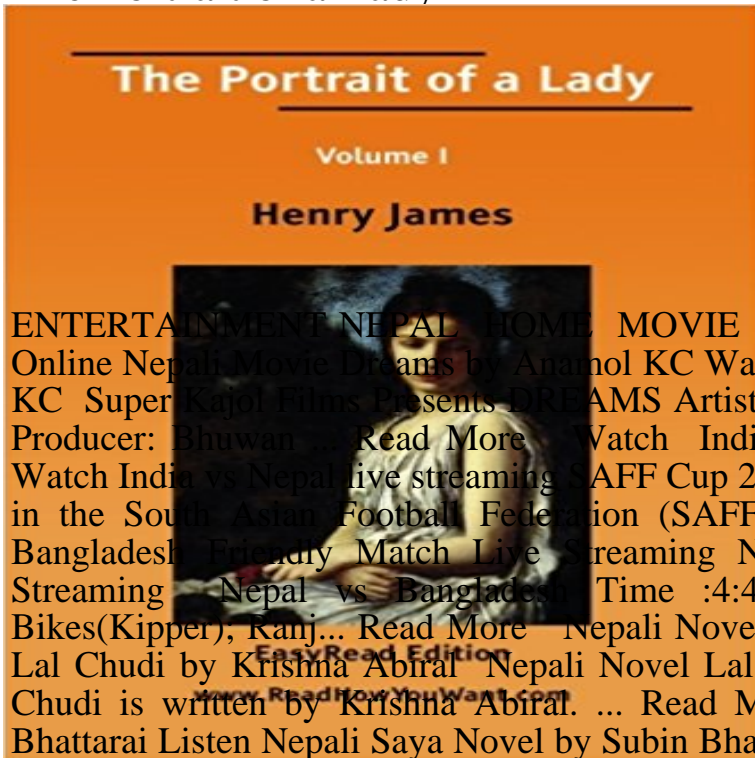 The Portrait of a Lady
Volume I
Henry James
ENTERTAINMENT NEPAL HOME MOVIE
Online Nepali Movie Dreams by Anamol KC Wa
KC Super Kajol Films Presents DREAMS Artist
Producer: Bhuwan ... Read More Watch Indi
Watch India vs Nepal live streaming SAFF Cup 2
in the South Asian Football Federation (SAFF
Bangladesh Friendly Match Live Streaming N
Streaming Nepal vs Bangladesh Time :4:4
Bikes(Kipper); Ranj... Read More Nepali Nove
Lal Chudi by Krishna Abiral Nepali Novel Lal
EasyRead Edition
Chudi is written by Krishna Abiral. ... Read M
www.ReadHowYouWant.com
Bhattarai Listen Nepali Saya Novel by Subin Bha